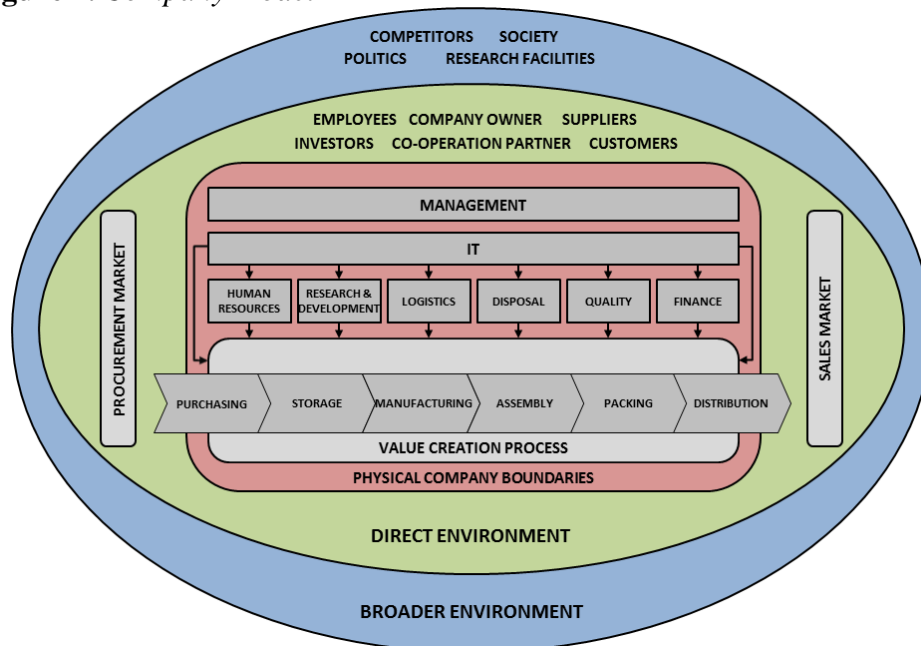 COMPETITORS SOCIETY
POLITICS RESEARCH FACILITIES
EMPLOYEES COMPANY OWNER SUPPLIERS
INVESTORS CO-OPERATION PARTNER CUSTOMERS
PROCUREMENT MARKET
MANAGEMENT
IT
HUMAN
RESOURCES
RESEARCH &
DEVELOPMENT
LOGISTICS
DISPOSAL
QUALITY
FINANCE
SALES MARKET
PURCHASING
STORAGE
MANUFACTURING
ASSEMBLY
PACKING
DISTRIBUTION
VALUE CREATION PROCESS
PHYSICAL COMPANY BOUNDARIES
DIRECT ENVIRONMENT
BROADER ENVIRONMENT